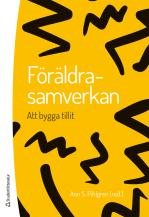 Föräldra-
samverkan
Att bygga tillit
Ann S. Pihlgren (red.)
Studentlitteratur